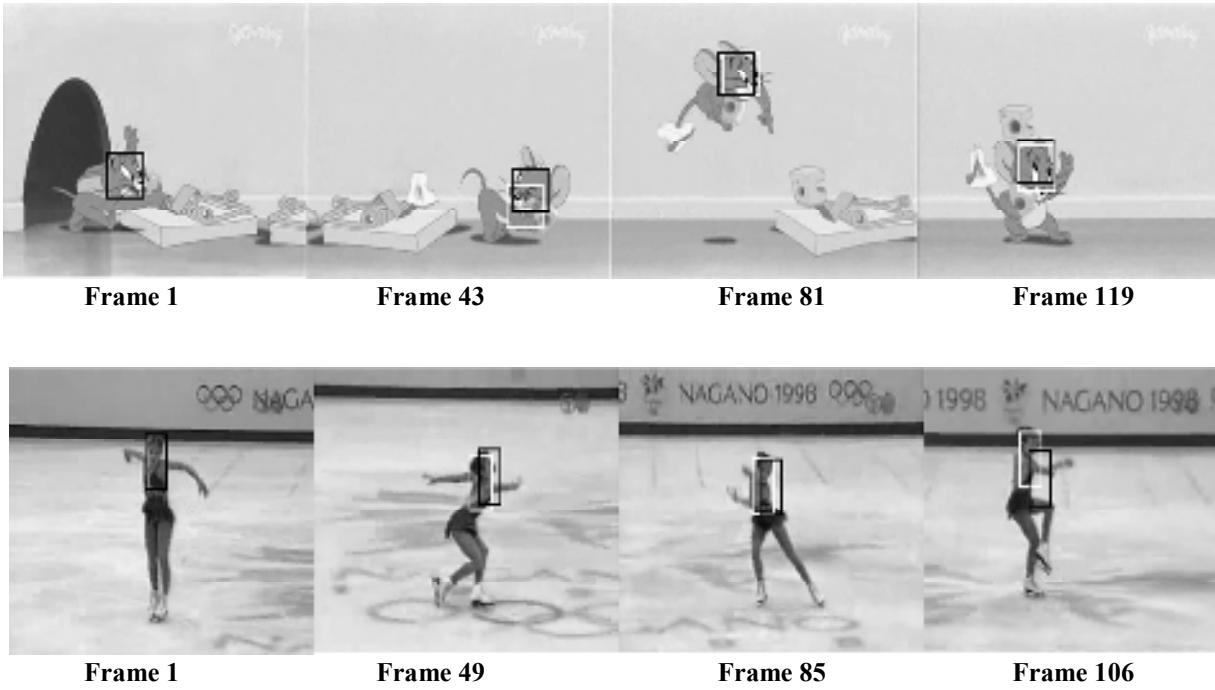 Frame 1
Frame 43
Frame 81
Frame 119
NAGA
NAGANO 1998
1998
NAGANO 1998
Frame 1
Frame 49
Frame 85
Frame 106